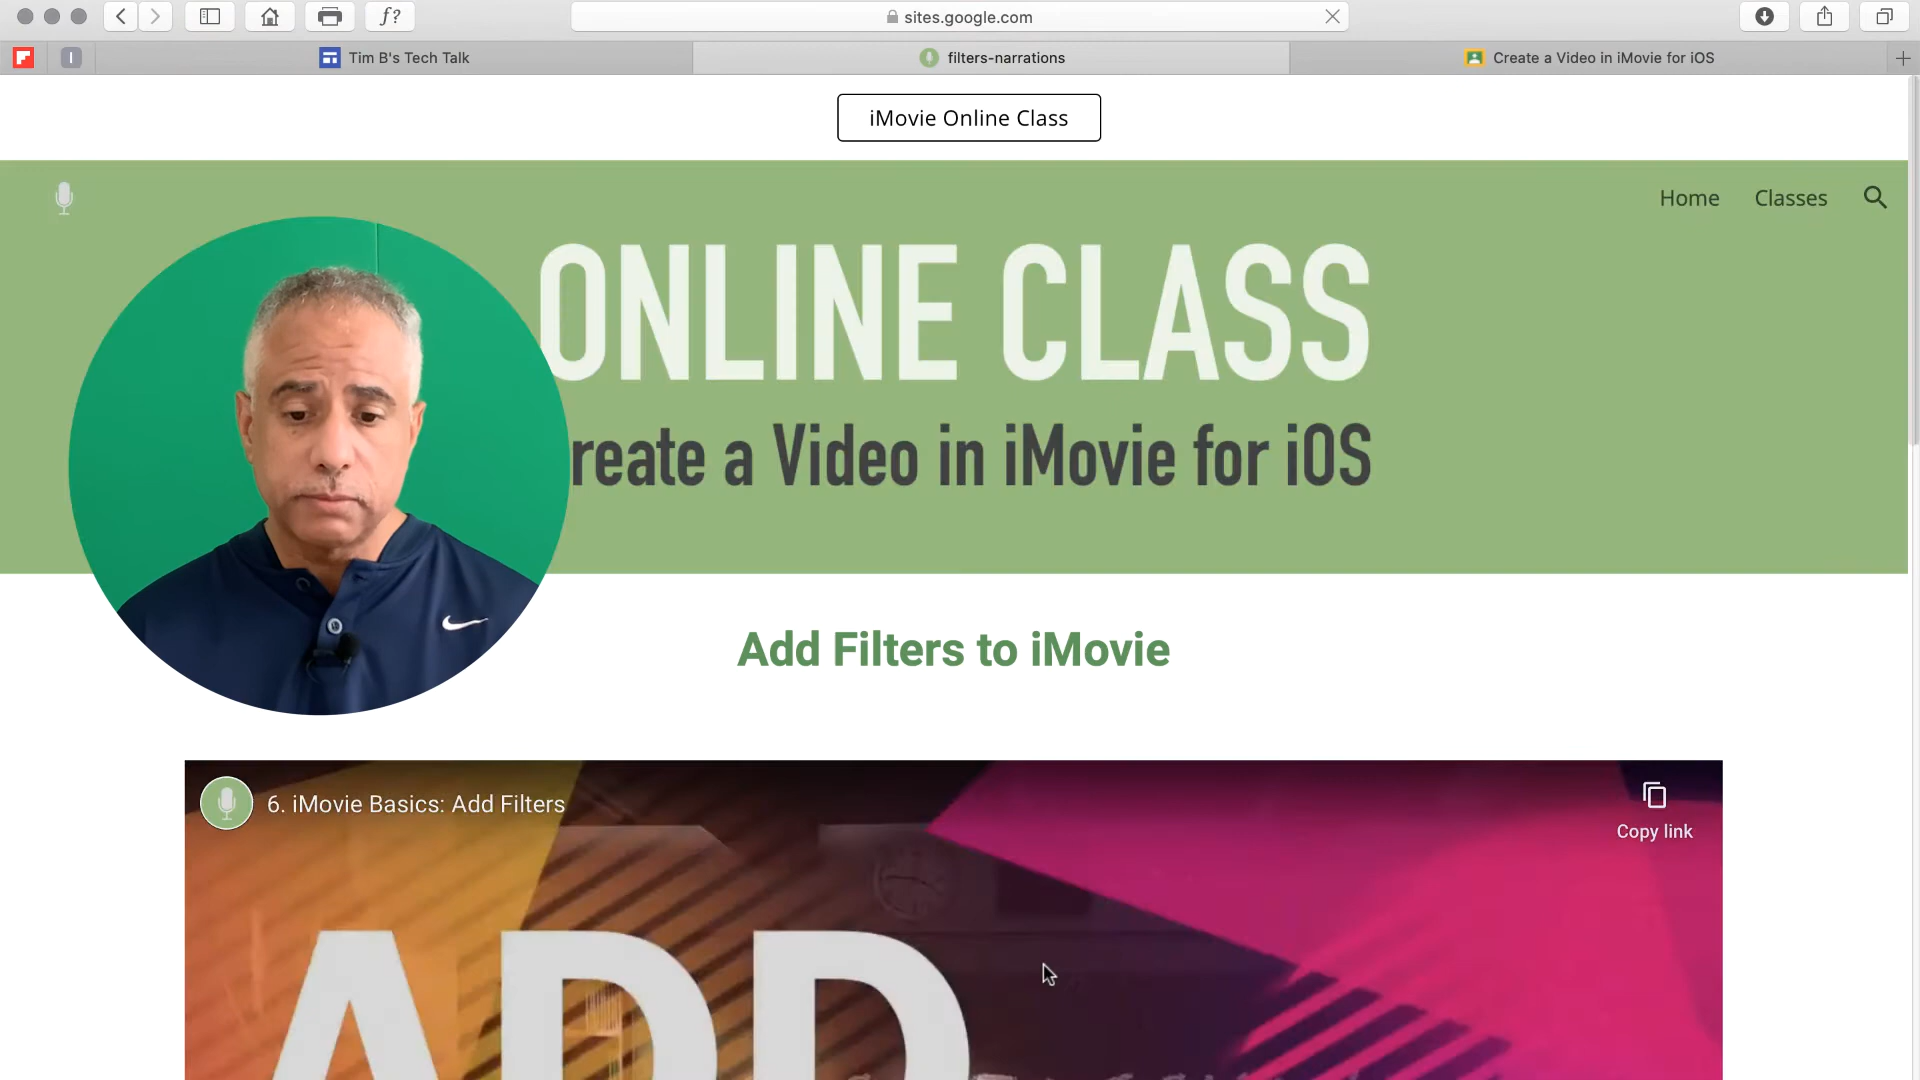 ƒ?
sites.google.com
I
Tim B's Tech Talk
filters-narrations
Create a Video in iMovie for iOS
iMovie Online Class
Home
Classes
ONLINE CLASS
reate a Video in iMovie for iOS
Add Filters to iMovie
6. iMovie Basics: Add Filters
Copy link
ADD